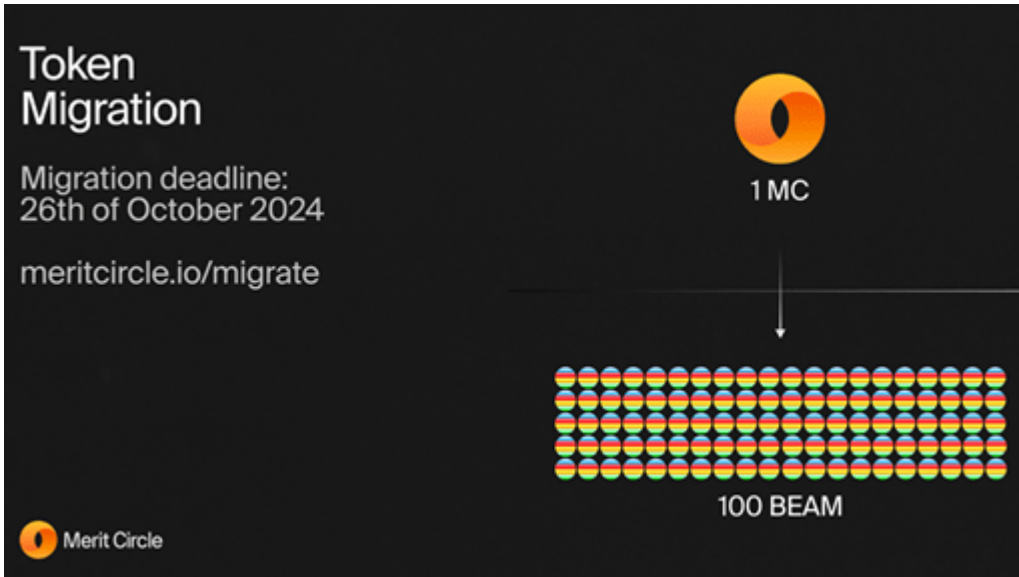 Token
Migration
Migration deadline:
26th of October 2024
meritcircle.io/migrate
1 MC
100 BEAM
Merit Circle